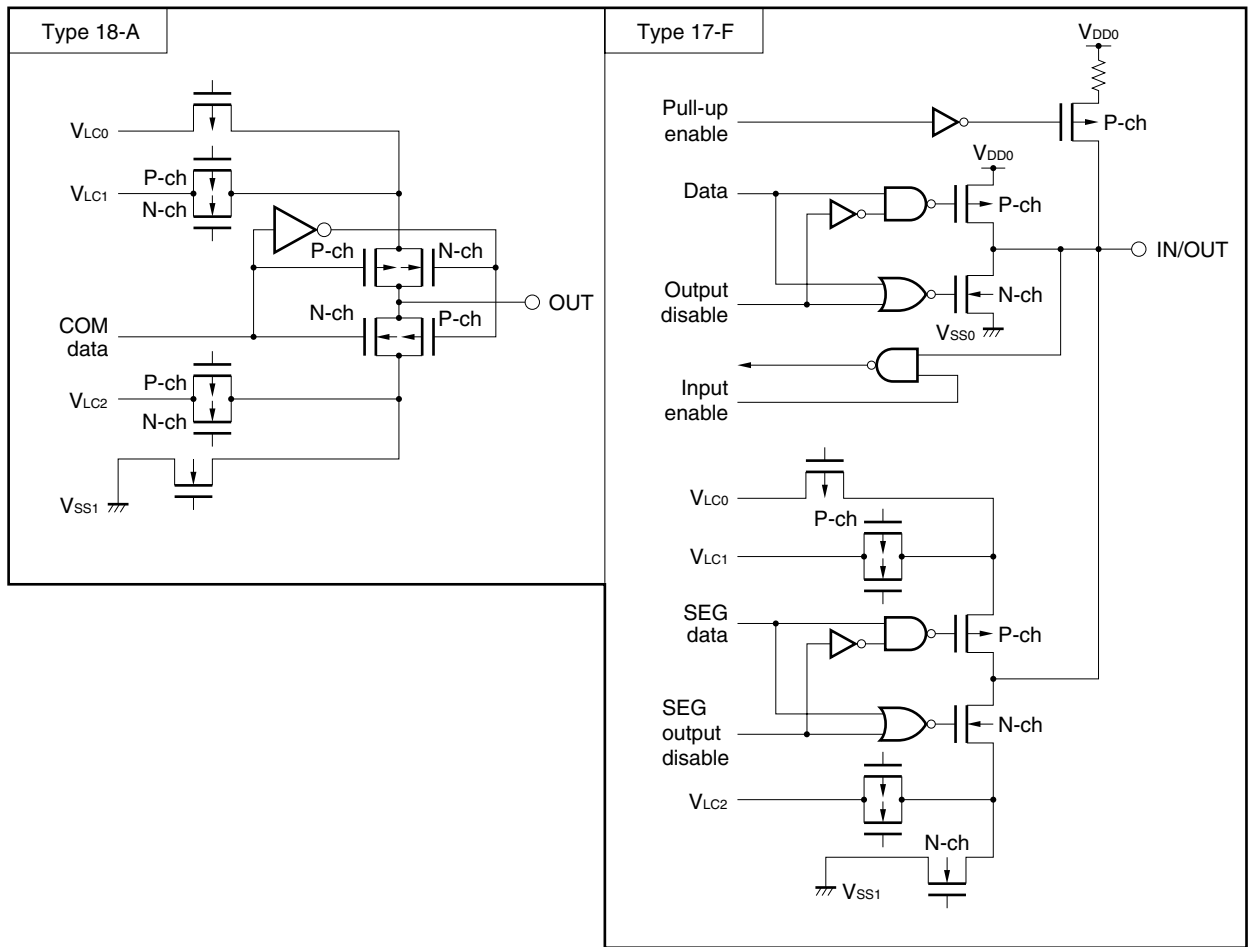 Type 18-A
VLC0
VLC1
P-ch
N-ch
P-ch
N-ch
OUT
N-ch
P-ch
COM
data
P-ch
VLC2
N-ch
VSS1
Type 17-F
VDD0
Pull-up
enable
P-ch
VDD0
Data
P-ch
IN/OUT
Output
disable
N-ch
VSS0
Input
enable
VLC0
P-ch
VLC1
SEG
data
P-ch
SEG
output
disable
N-ch
VLC2
N-ch
VSS1